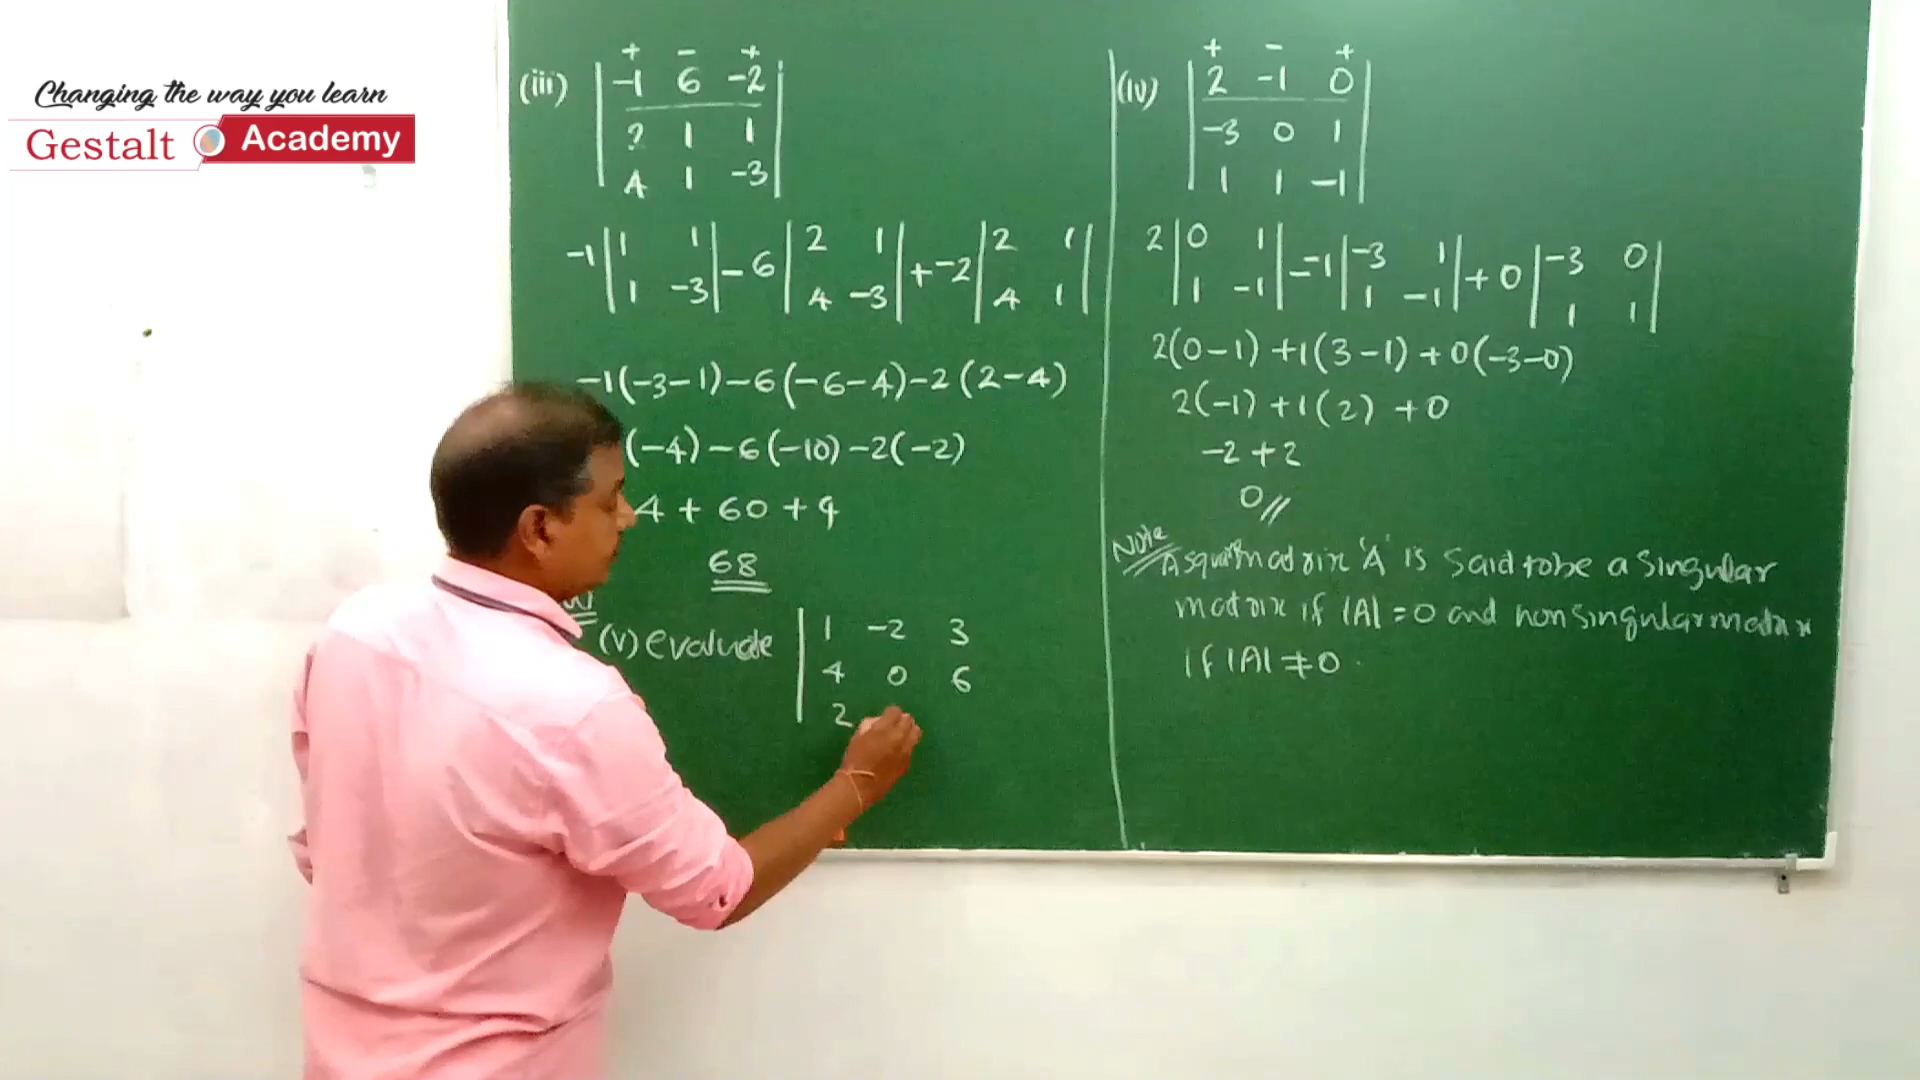 Changing the way you learn
Gestalt Academy
(iii) | -1 6 -2 |
+ - +
2 1 1
4 1 -3
-1 | 1 1 | - 6 | 2 1 | + -2 | 2 1 |
1 -3 4 -3 4 1
-1(-3-1)-6(-6-4)-2(2-4)
(-4)-6(-10)-2(-2)
4 + 60 + 4
68
(v) evaluate | 1 -2 3
4 0 6
2
(iv) | 2 -1 0 |
+ - +
-3 0 1
1 1 -1
2 | 0 1 | - -1 | -3 1 | + 0 | -3 0 |
1 -1 1 -1 1 1
2(0-1) +1(3-1) + 0(-3-0)
2(-1) +1(2) + 0
-2 + 2
0//
Note
A square matrix 'A' is said to be a singular
matrix if |A| = 0 and non singular matrix
if |A| ≠ 0.